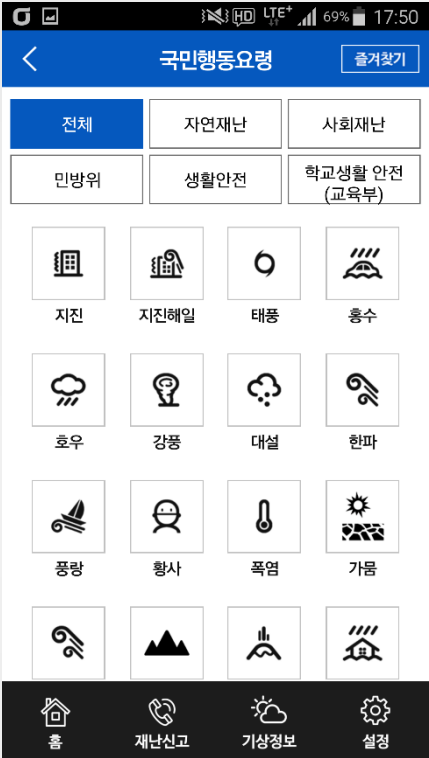 HD LTE+ 69% 17:50
국민행동요령 즐겨찾기
전체 자연재난 사회재난
민방위 생활안전 학교생활 안전
(교육부)
지진 지진해일 태풍 홍수
호우 강풍 대설 한파
풍랑 황사 폭염 가뭄
홈 재난신고 기상정보 설정